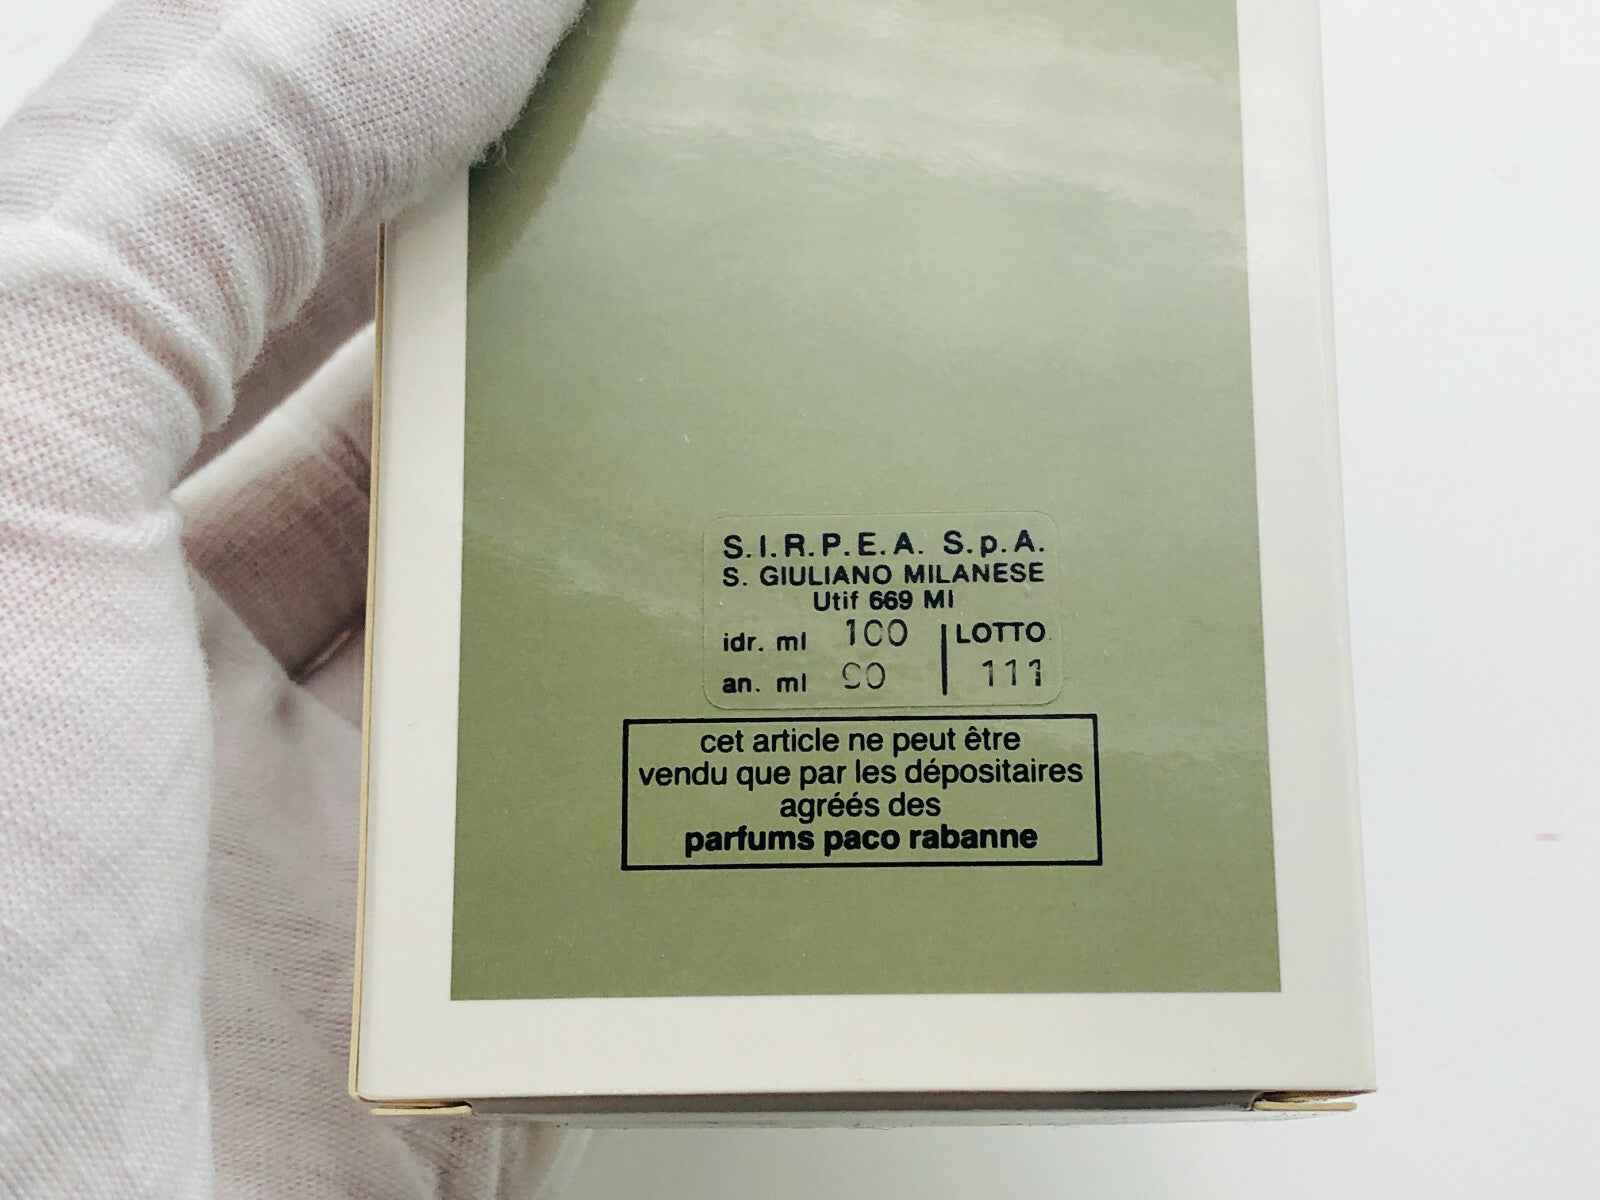 S.I.R.P.E.A. S.p.A.
S. GIULIANO MILANESE
Utif 669 MI
idr. ml 100 | LOTTO
an. ml 90 | 111
cet article ne peut être
vendu que par les dépositaires
agréés des
parfums paco rabanne